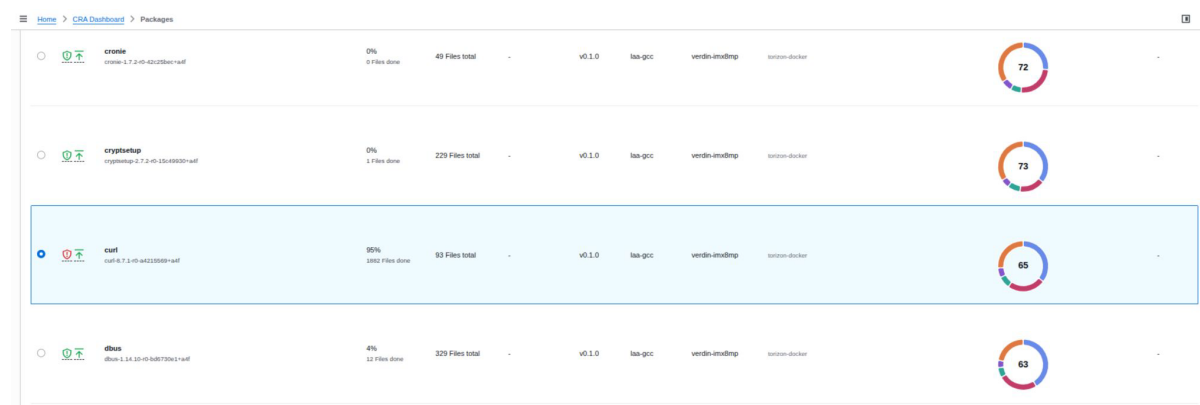 Home > CRA Dashboard > Packages
cronie
cronie-1.7.2-r0-42c25bec+a4f
0%
0 Files done
49 Files total
-
v0.1.0
laa-gcc
verdin-imx8mp
torizon-docker
72
-
cryptsetup
cryptsetup-2.7.2-r0-15c49930+a4f
0%
1 Files done
229 Files total
-
v0.1.0
laa-gcc
verdin-imx8mp
torizon-docker
73
-
curl
curl-8.7.1-r0-a4215569+a4f
95%
1882 Files done
93 Files total
-
v0.1.0
laa-gcc
verdin-imx8mp
torizon-docker
65
-
dbus
dbus-1.14.10-r0-bd6730e1+a4f
4%
12 Files done
329 Files total
-
v0.1.0
laa-gcc
verdin-imx8mp
torizon-docker
63
-